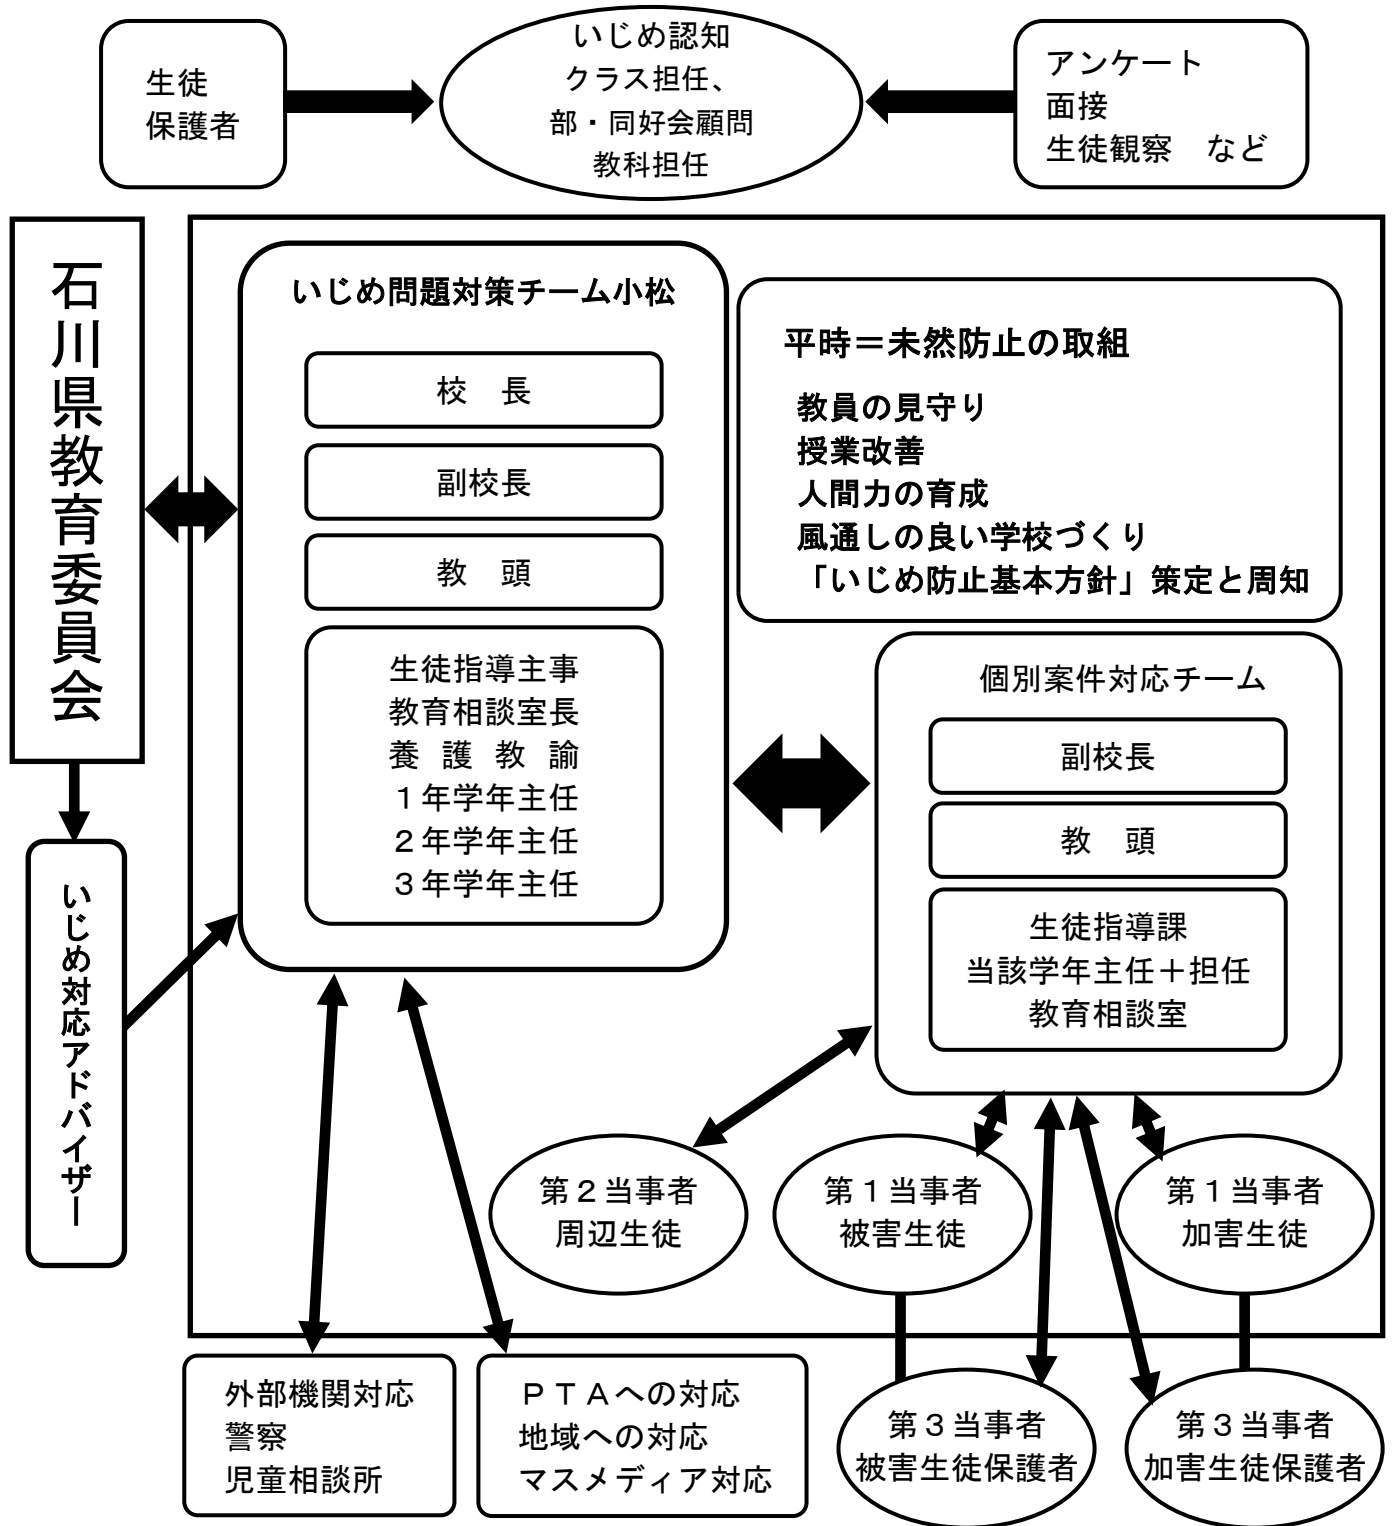 生徒
保護者
いじめ認知
クラス担任、
部・同好会顧問
教科担任
アンケート
面接
生徒観察　など
石川県教育委員会
いじめ対応アドバイザー
いじめ問題対策チーム小松
校　長
副校長
教　頭
生徒指導主事
教育相談室長
養 護 教 諭
１年学年主任
２年学年主任
３年学年主任
平時＝未然防止の取組
教員の見守り
授業改善
人間力の育成
風通しの良い学校づくり
「いじめ防止基本方針」策定と周知
個別案件対応チーム
副校長
教　頭
生徒指導課
当該学年主任＋担任
教育相談室
第２当事者
周辺生徒
第１当事者
被害生徒
第１当事者
加害生徒
外部機関対応
警察
児童相談所
ＰＴＡへの対応
地域への対応
マスメディア対応
第３当事者
被害生徒保護者
第３当事者
加害生徒保護者